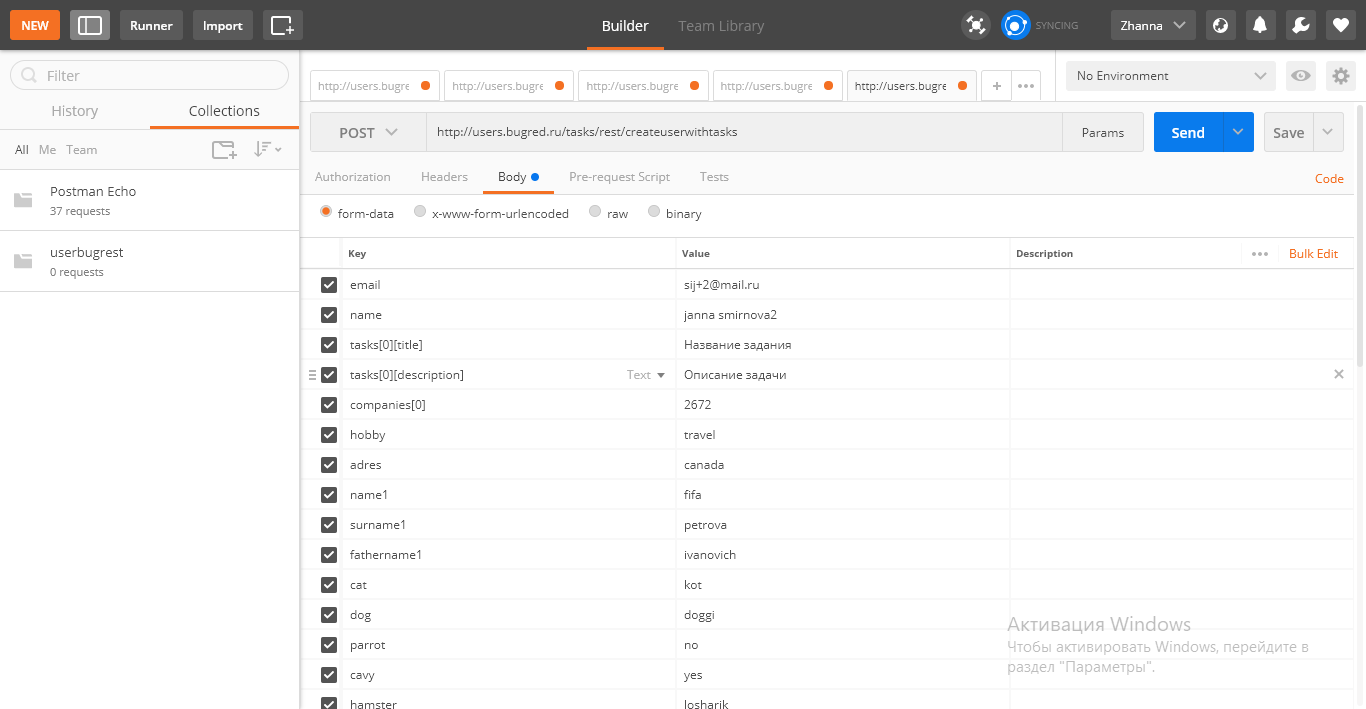 NEW Runner Import Builder Team Library SYNCING Zhanna
Filter
History Collections
All Me Team
Postman Echo
37 requests
userbugrest
0 requests
http://users.bugre http://users.bugre http://users.bugre http://users.bugre http://users.bugre + ••• No Environment
POST http://users.bugred.ru/tasks/rest/createuserwithtasks Params Send Save
Authorization Headers Body Pre-request Script Tests Code
form-data x-www-form-urlencoded raw binary
Key Value Description ••• Bulk Edit
email sij+2@mail.ru
name janna smirnova2
tasks[0][title] Название задания
tasks[0][description] Text Описание задачи
companies[0] 2672
hobby travel
adres canada
name1 fifa
surname1 petrova
fathername1 ivanovich
cat kot
dog doggi
parrot no
cavy yes
hamster losharik
Активация Windows
Чтобы активировать Windows, перейдите в
раздел "Параметры".